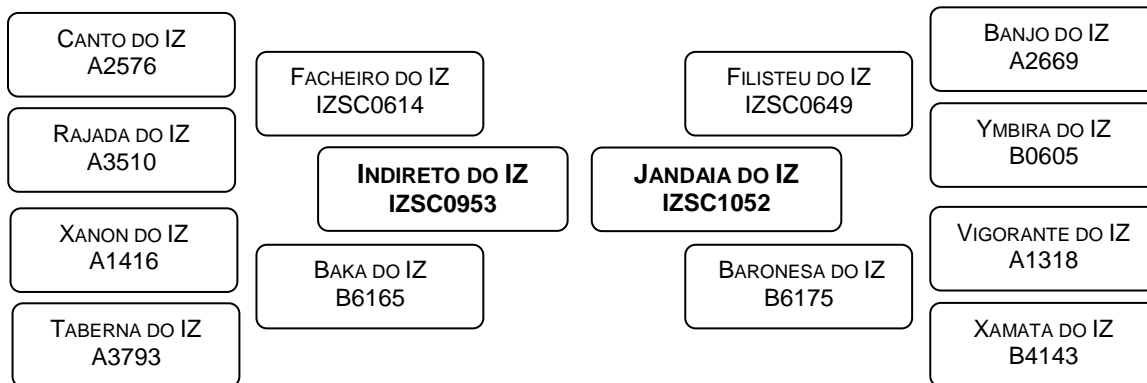 CANTO DO IZ
A2576
RAJADA DO IZ
A3510
XANON DO IZ
A1416
TABERNA DO IZ
A3793
FACHEIRO DO IZ
IZSC0614
BAKA DO IZ
B6165
INDIRETO DO IZ
IZSC0953
JANDAIA DO IZ
IZSC1052
FILISTEU DO IZ
IZSC0649
BARONESA DO IZ
B6175
BANJO DO IZ
A2669
YMBIRA DO IZ
B0605
VIGORANTE DO IZ
A1318
XAMATA DO IZ
B4143